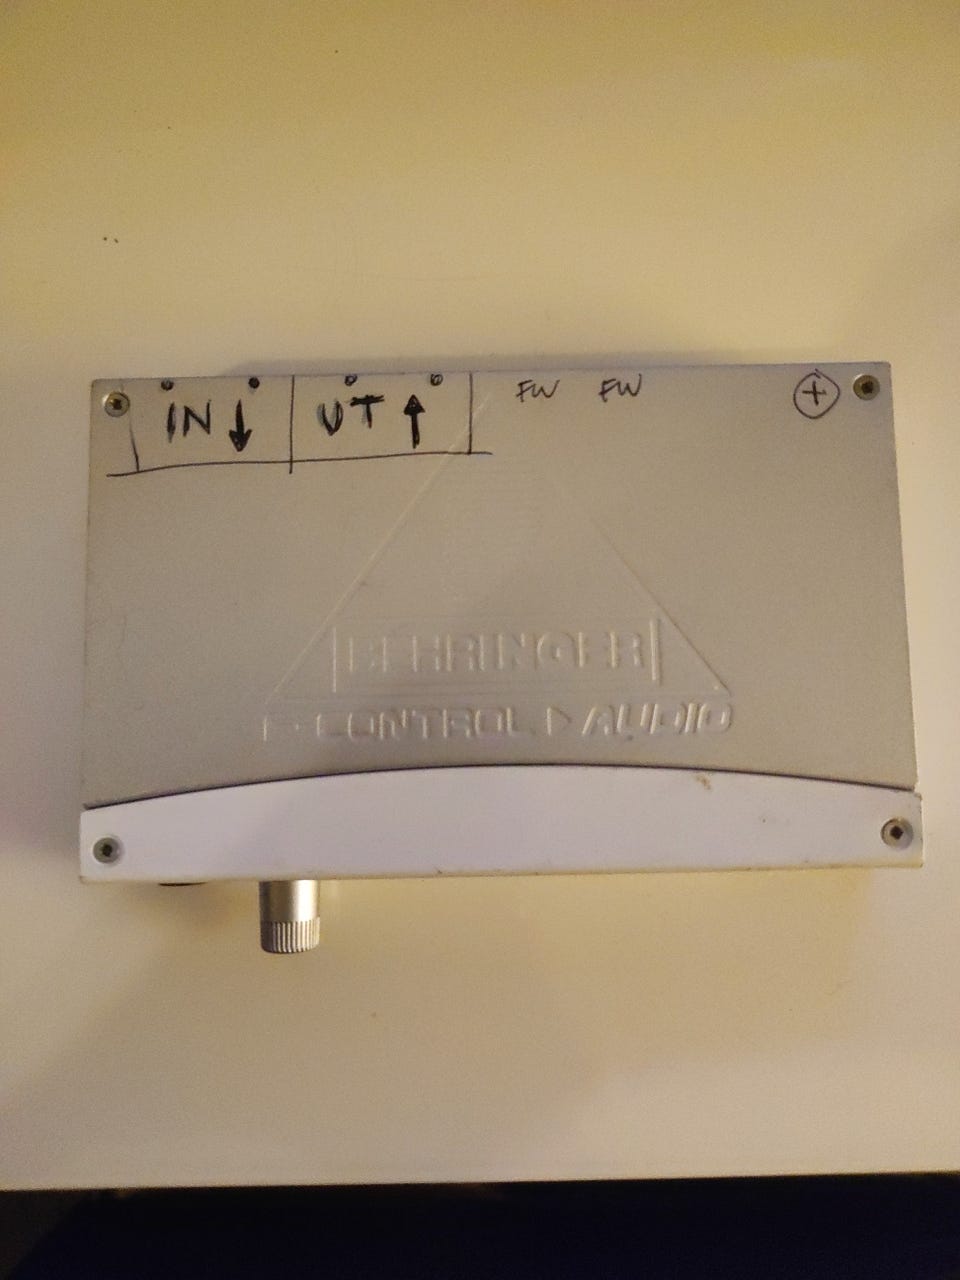 IN ↓ UT ↑ FW FW +
BEHRINGER
F-CONTROL ▷ AUDIO